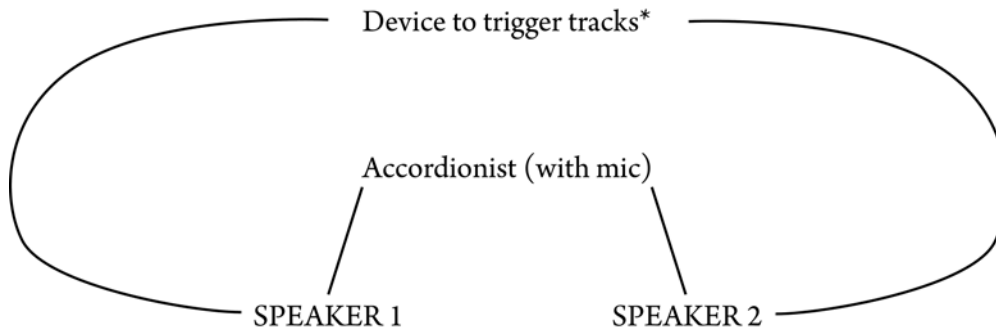 Device to trigger tracks*
Accordionist (with mic)
SPEAKER 1 SPEAKER 2